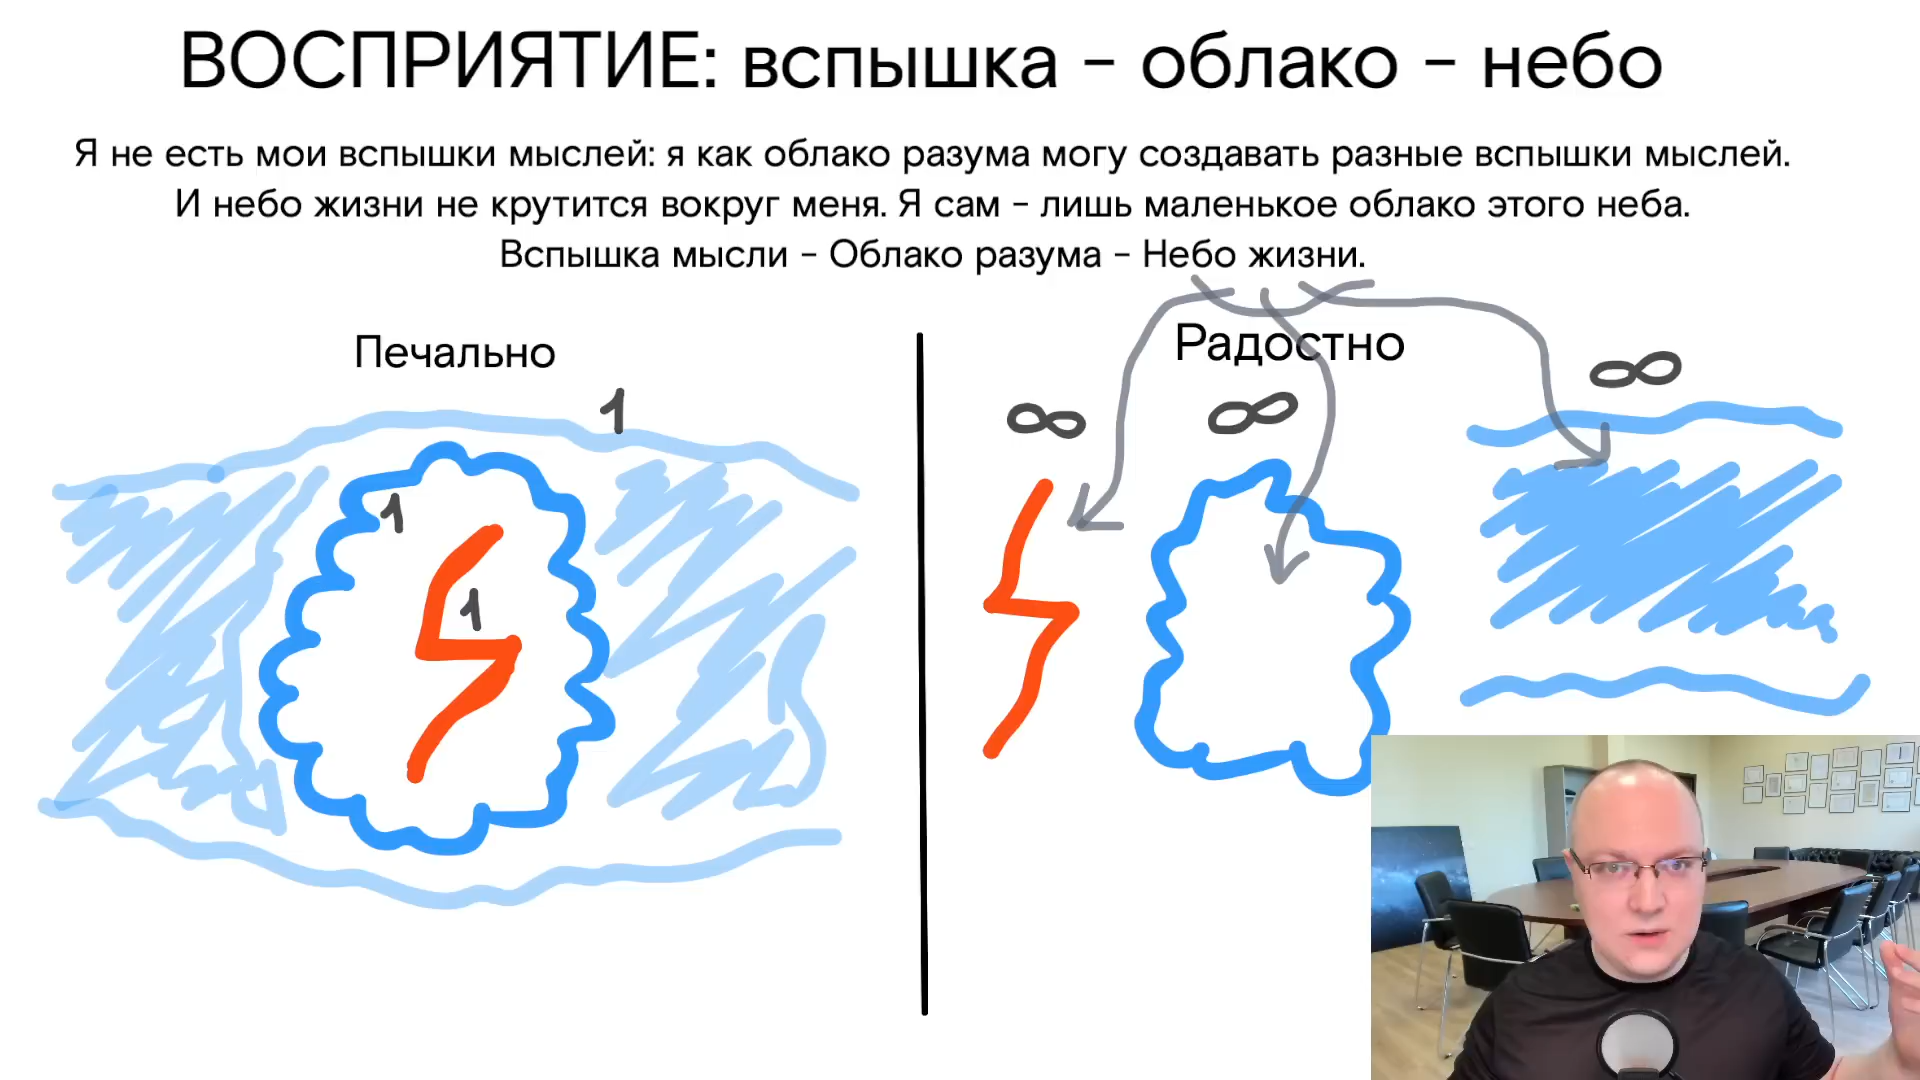 ВОСПРИЯТИЕ: вспышка - облако - небо
Я не есть мои вспышки мыслей: я как облако разума могу создавать разные вспышки мыслей.
И небо жизни не крутится вокруг меня. Я сам - лишь маленькое облако этого неба.
Вспышка мысли - Облако разума - Небо жизни.
Печально
Радостно
1
1
1
∞
∞
∞